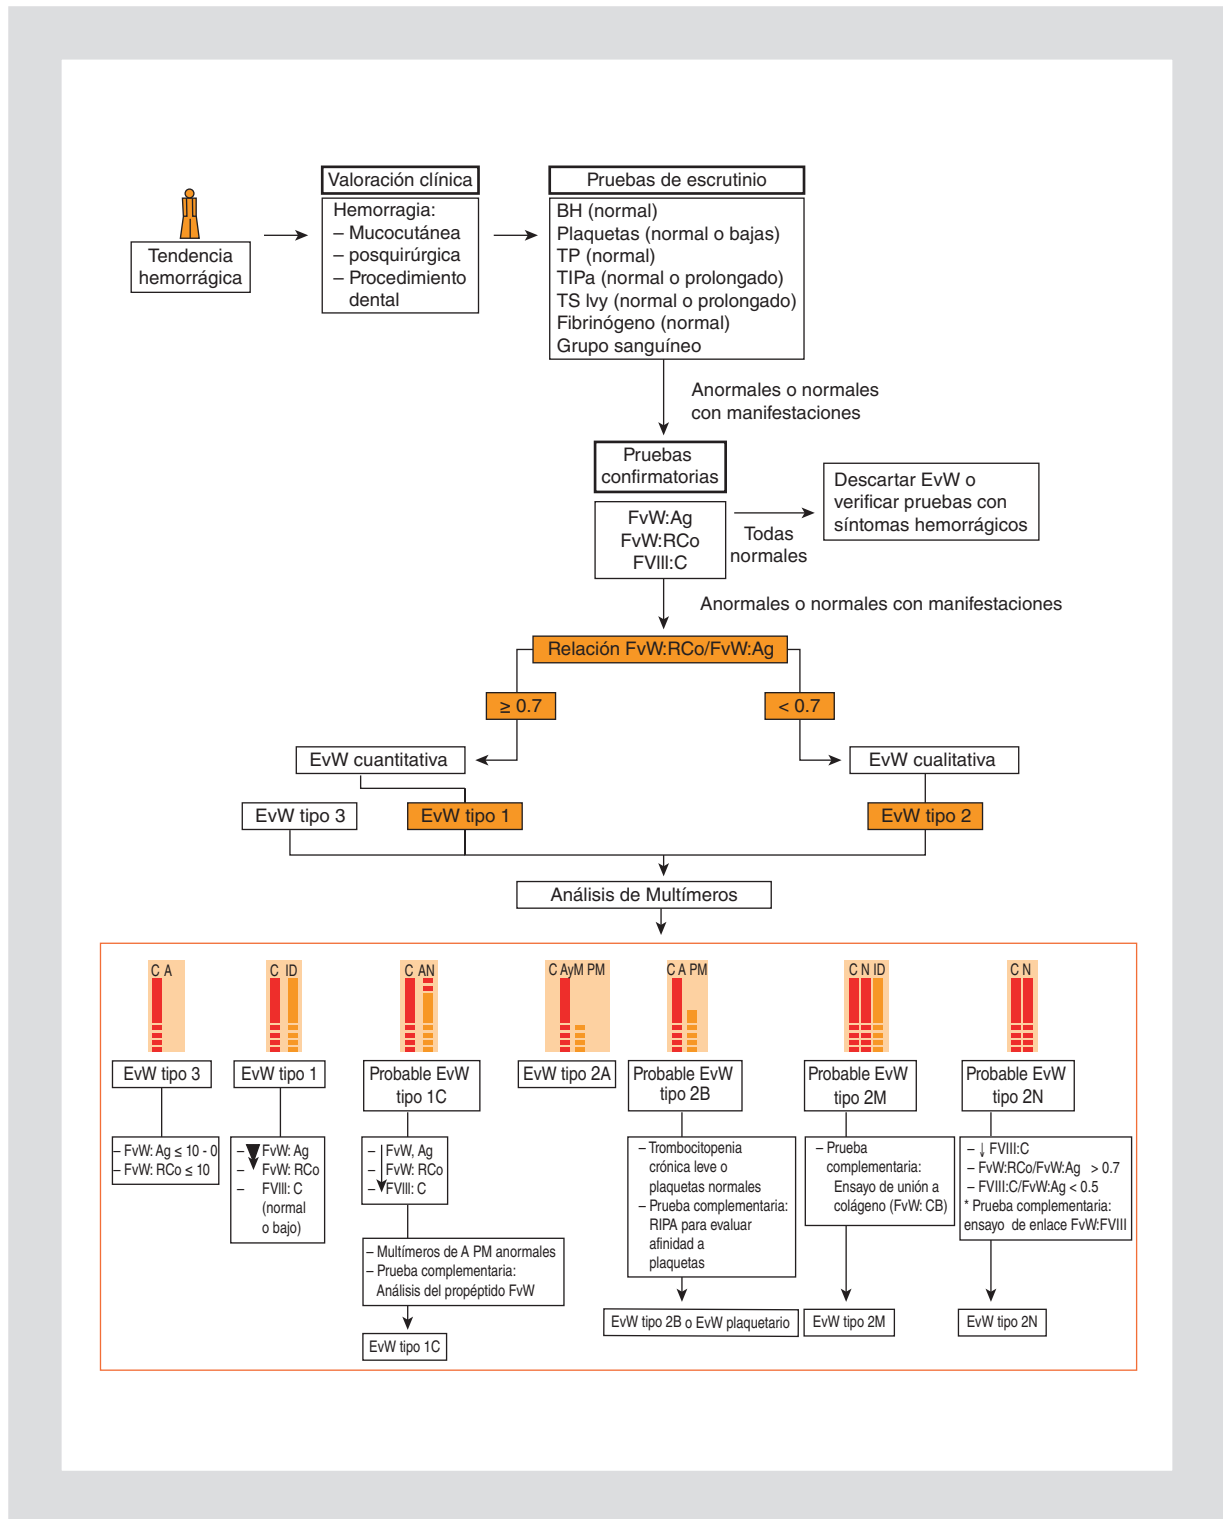 Tendencia
hemorrágica
Valoración clínica
Hemorragia:
– Mucocutánea
– posquirúrgica
– Procedimiento
dental
Pruebas de escrutinio
BH (normal)
Plaquetas (normal o bajas)
TP (normal)
TIPa (normal o prolongado)
TS Ivy (normal o prolongado)
Fibrinógeno (normal)
Grupo sanguíneo
Anormales o normales
con manifestaciones
Pruebas
confirmatorias
FvW:Ag
FvW:RCo
FVIII:C
Todas
normales
Descartar EvW o
verificar pruebas con
síntomas hemorrágicos
Anormales o normales con manifestaciones
Relación FvW:RCo/FvW:Ag
≥ 0.7
< 0.7
EvW cuantitativa
EvW cualitativa
EvW tipo 3
EvW tipo 1
EvW tipo 2
Análisis de Multímeros
C A
C ID
C AN
C AyM PM
C A PM
C N ID
C N
EvW tipo 3
EvW tipo 1
Probable EvW
tipo 1C
EvW tipo 2A
Probable EvW
tipo 2B
Probable EvW
tipo 2M
Probable EvW
tipo 2N
– FvW: Ag ≤ 10 - 0
– FvW: RCo ≤ 10
– FvW: Ag
– FvW: RCo
– FVIII: C
(normal
o bajo)
– FvW, Ag
– FvW: RCo
– FVIII: C
– Multímeros de A PM anormales
– Prueba complementaria:
Análisis del propéptido FvW
EvW tipo 1C
– Trombocitopenia
crónica leve o
plaquetas normales
– Prueba complementaria:
RIPA para evaluar
afinidad a
plaquetas
EvW tipo 2B o EvW plaquetario
– Prueba
complementaria:
Ensayo de unión a
colágeno (FvW: CB)
EvW tipo 2M
– ↓ FVIII:C
– FvW:RCo/FvW:Ag > 0.7
– FVIII:C/FvW:Ag < 0.5
* Prueba complementaria:
ensayo de enlace FvW:FVIII
EvW tipo 2N